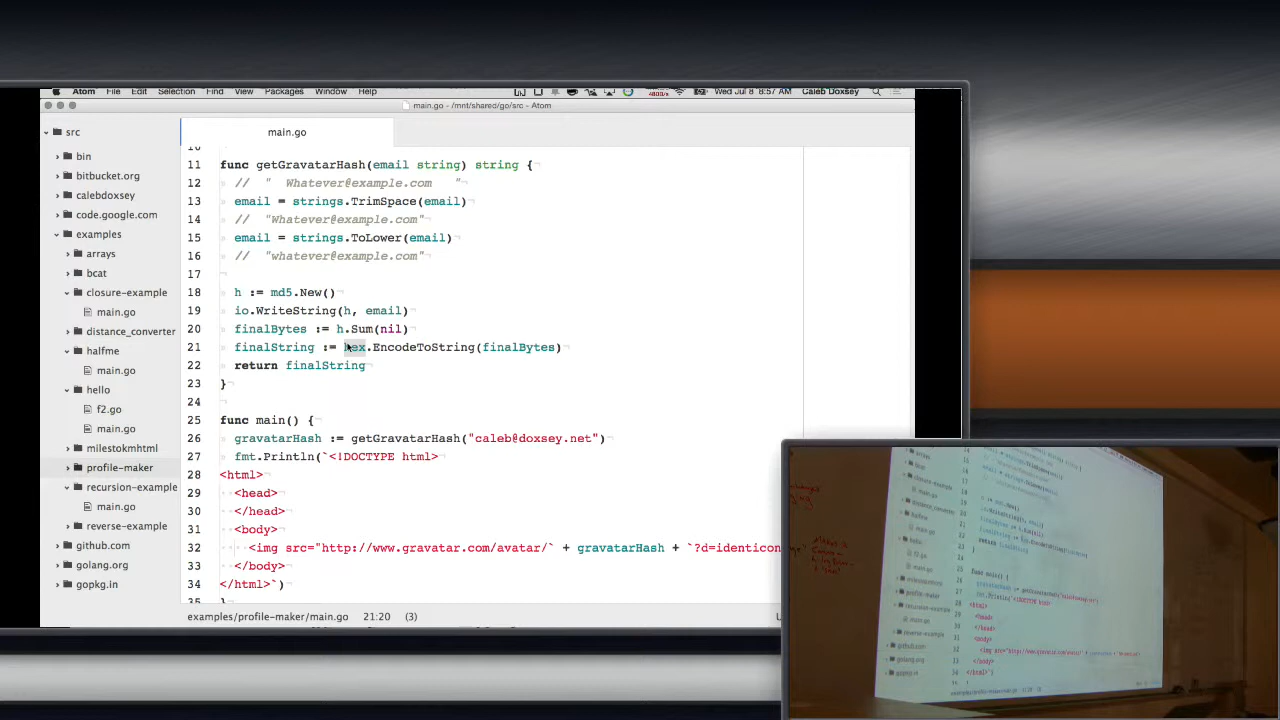 Atom File Edit Selection Find View Packages Window Help Wed Jul 8 8:57 AM Caleb Doxsey
main.go - /mnt/shared/go/src - Atom
src
bin
bitbucket.org
calebdoxsey
code.google.com
examples
arrays
bcat
closure-example
main.go
distance_converter
halfme
main.go
hello
f2.go
main.go
milestokmhtml
profile-maker
recursion-example
main.go
reverse-example
github.com
golang.org
gopkg.in
main.go
10
11 func getGravatarHash(email string) string {
12 // "  Whatever@example.com   "
13 email = strings.TrimSpace(email)
14 // "Whatever@example.com"
15 email = strings.ToLower(email)
16 // "whatever@example.com"
17
18 h := md5.New()
19 io.WriteString(h, email)
20 finalBytes := h.Sum(nil)
21 finalString := hex.EncodeToString(finalBytes)
22 return finalString
23 }
24
25 func main() {
26 gravatarHash := getGravatarHash("caleb@doxsey.net")
27 fmt.Println(`<!DOCTYPE html>
28 <html>
29 <head>
30 </head>
31 <body>
32 <img src="http://www.gravatar.com/avatar/` + gravatarHash + `?d=identicon
33 </body>
34 </html>`)
35 }
examples/profile-maker/main.go 21:20 (3)